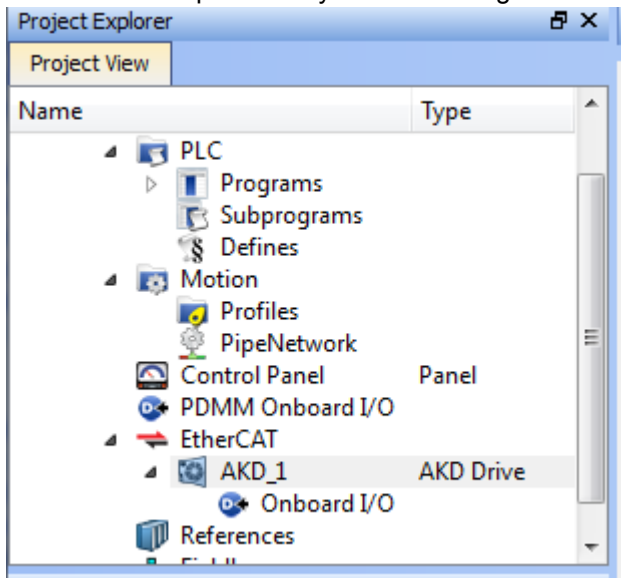 Project Explorer
Project View
Name Type
PLC
Programs
Subprograms
Defines
Motion
Profiles
PipeNetwork
Control Panel Panel
PDMM Onboard I/O
EtherCAT
AKD_1 AKD Drive
Onboard I/O
References